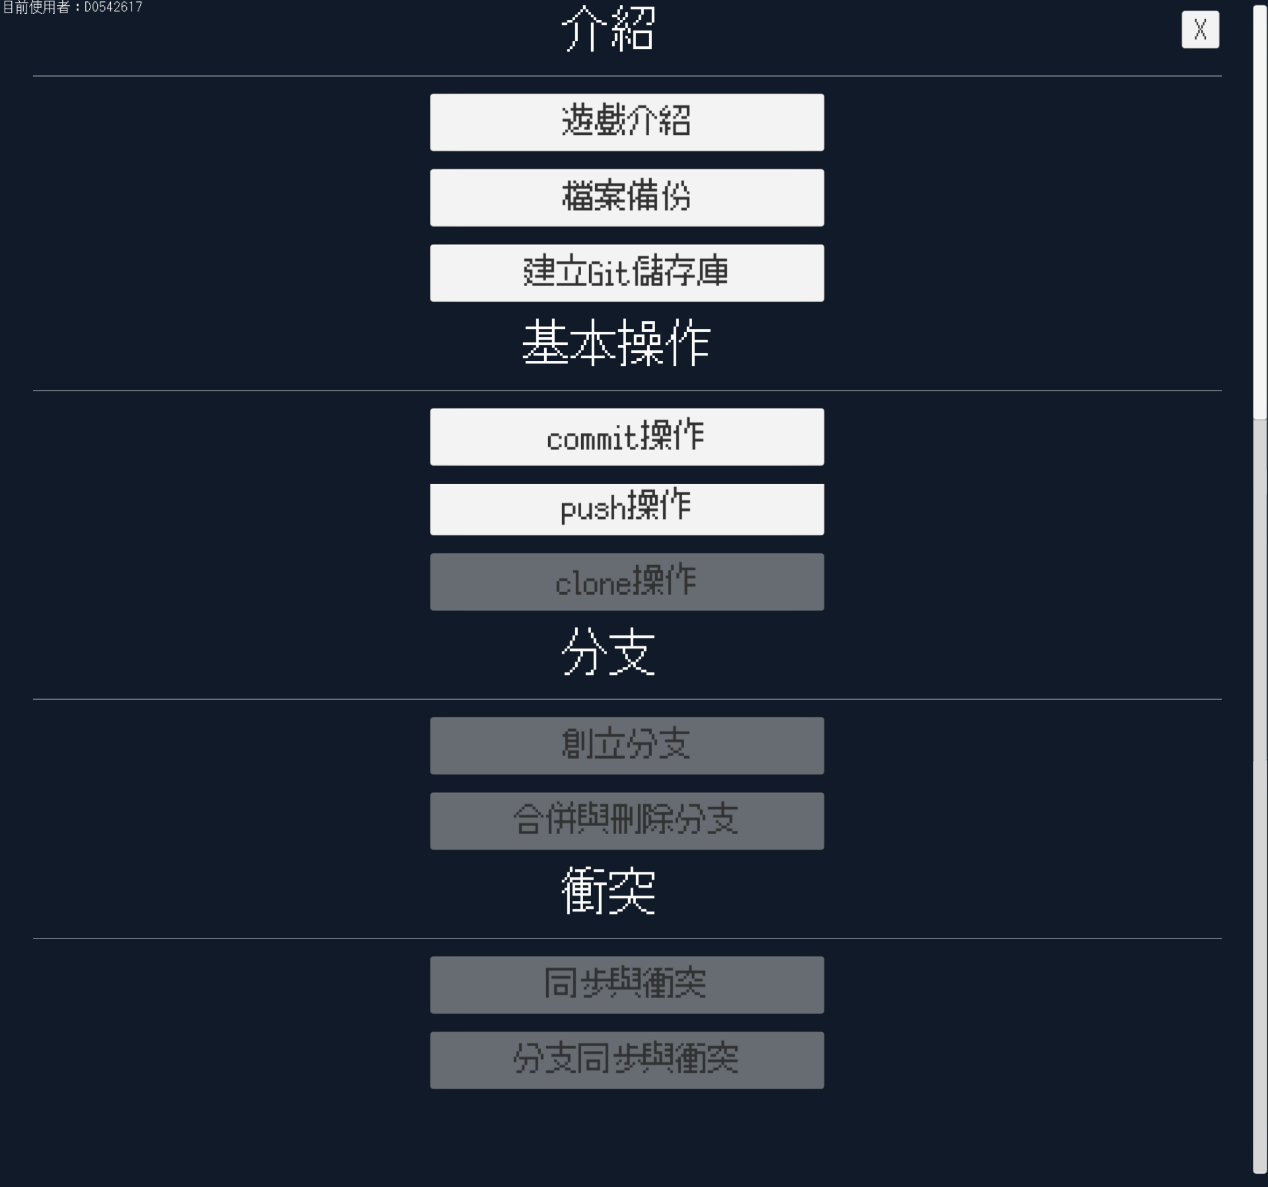 目前使用者：D0542617
介紹
X
遊戲介紹
檔案備份
建立Git儲存庫
基本操作
commit操作
push操作
clone操作
分支
創立分支
合併與刪除分支
衝突
同步與衝突
分支同步與衝突